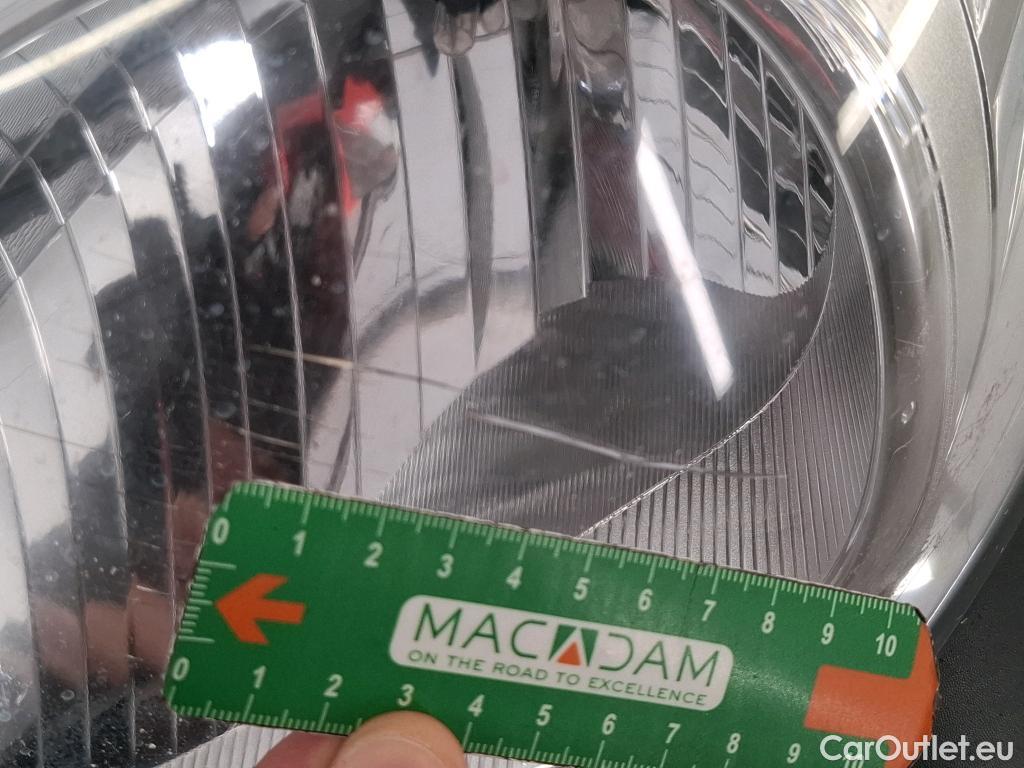 0 1 2 3 4 5 6 7 8 9 10
MACADAM
ON THE ROAD TO EXCELLENCE
0 1 2 3 4 5 6 7 8 9 10
CarOutlet.eu